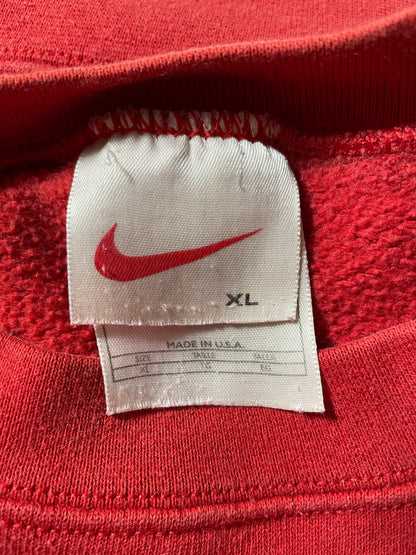 XL
MADE IN U.S.A.
SIZE TAILLE TALLA
XL TG EG